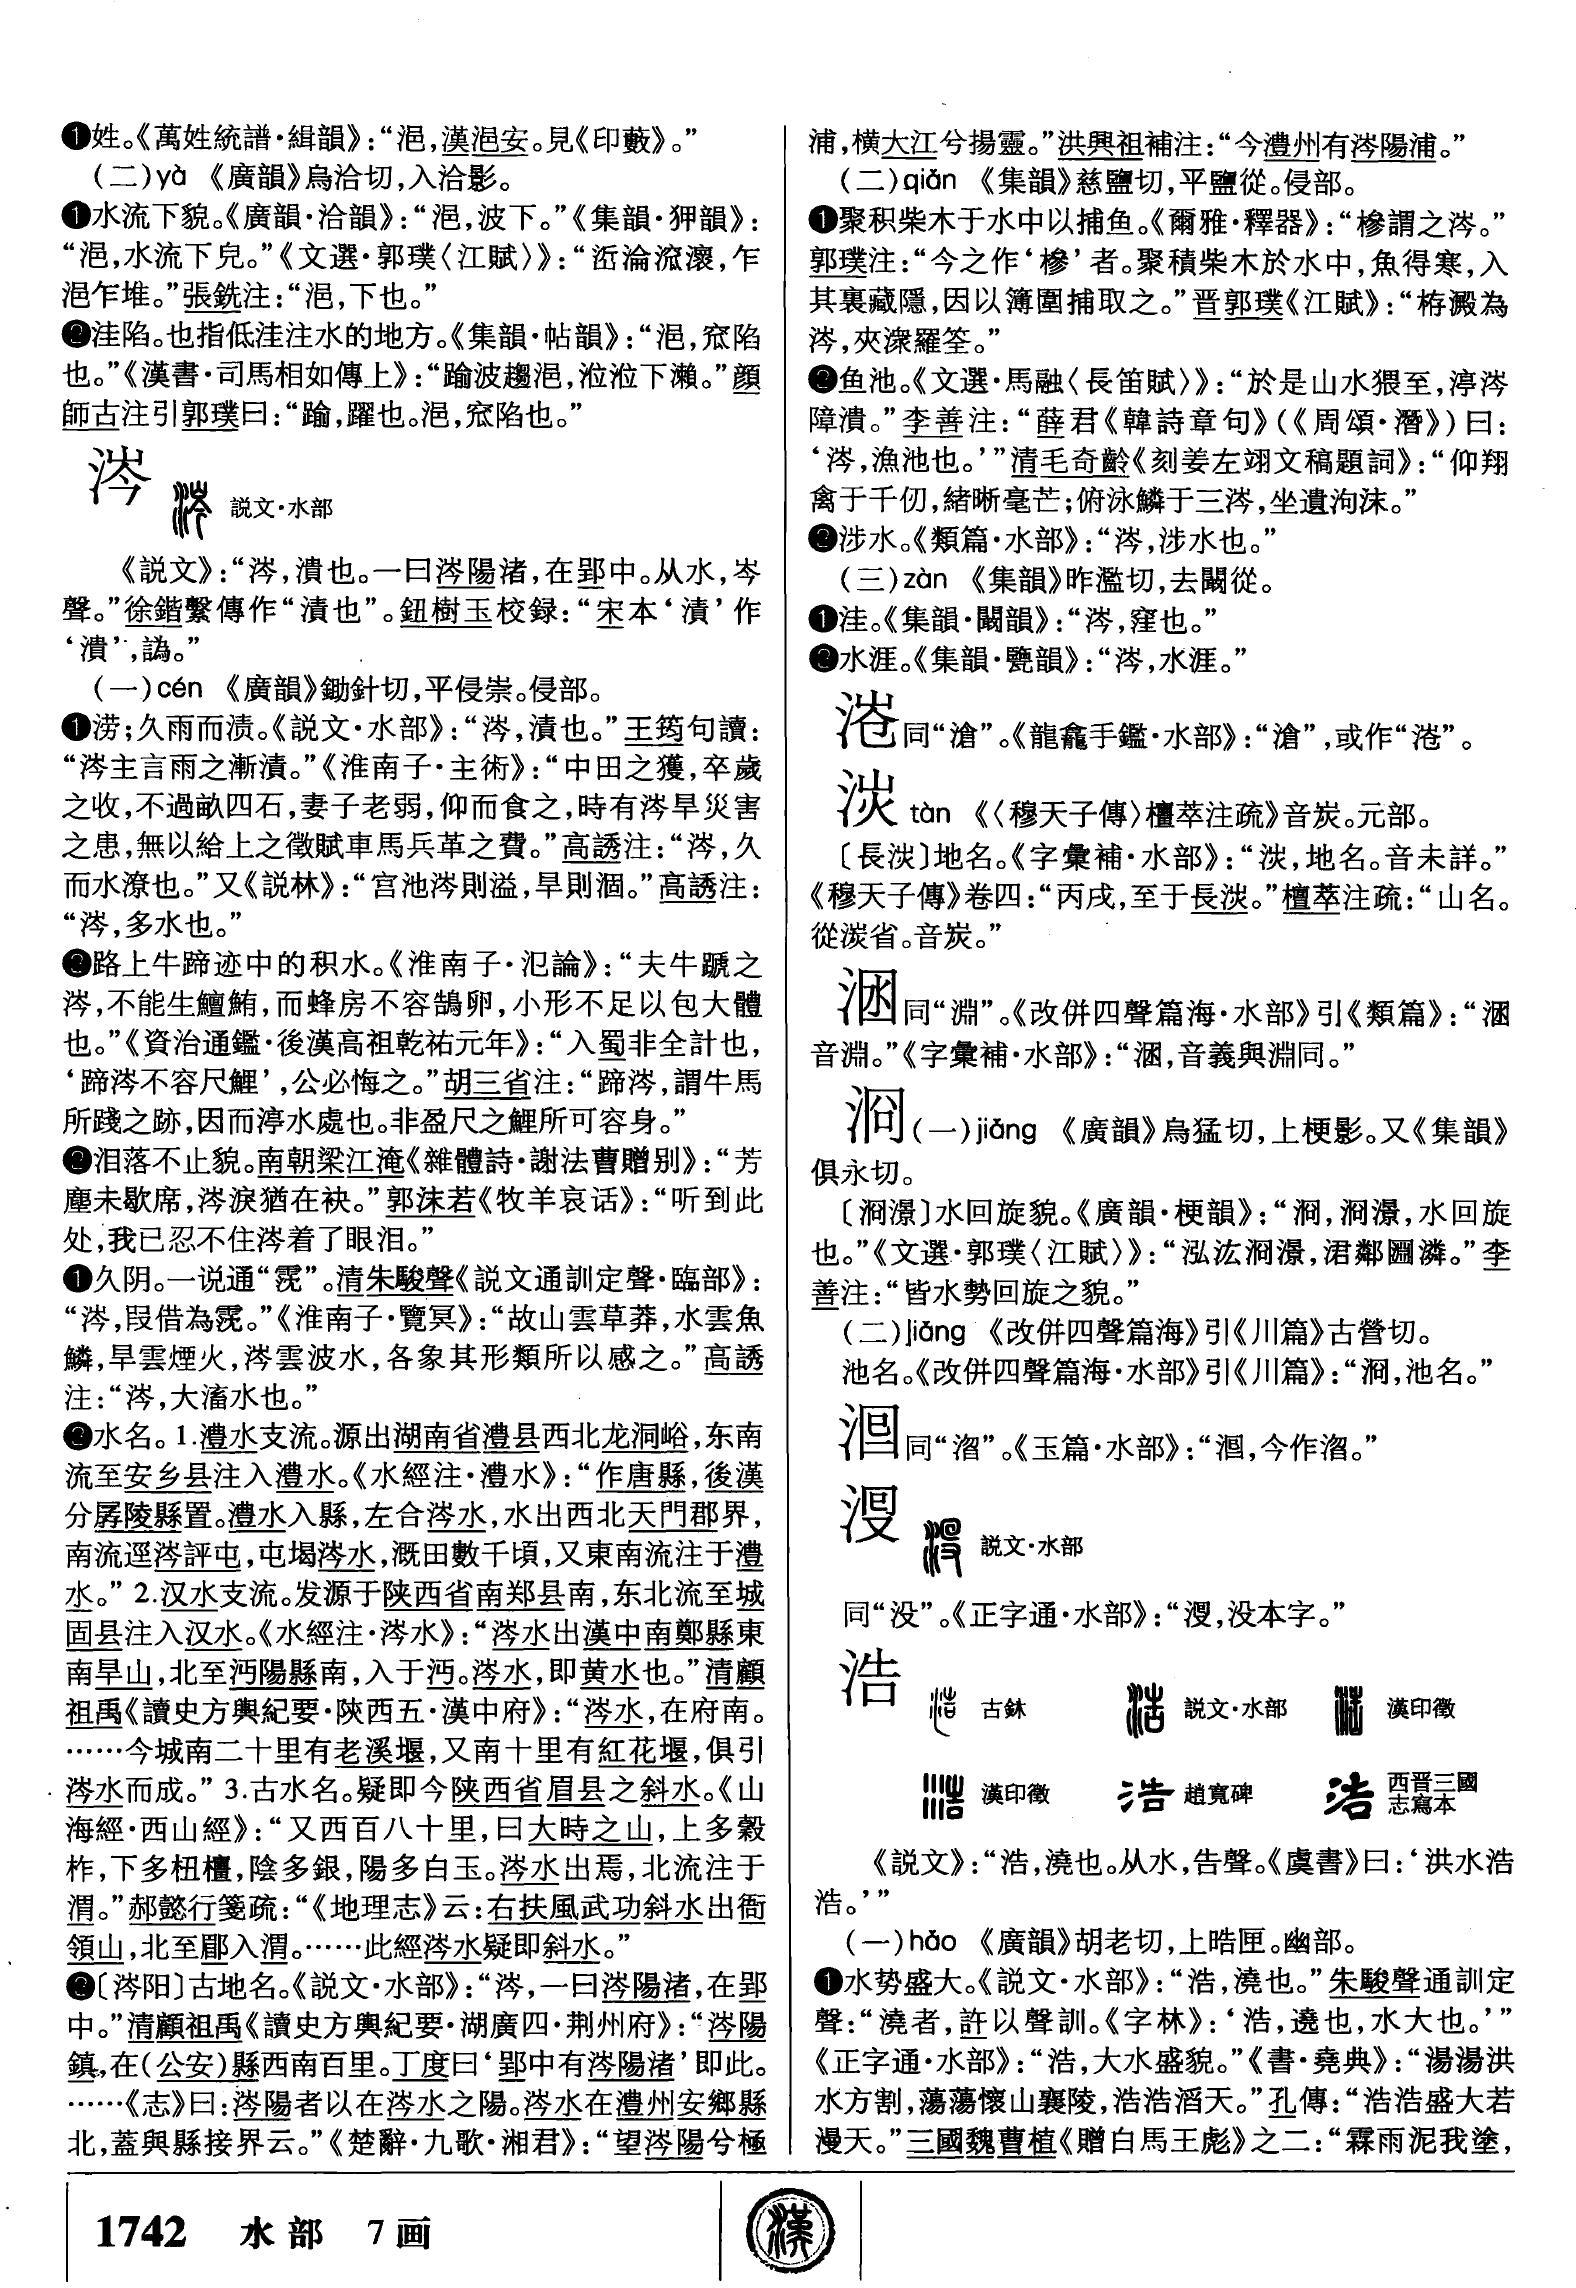 ❶姓。《萬姓統譜·緝韻》：“浥，漢浥安。見《印藪》。”
（二）yà 《廣韻》烏洽切，入洽影。
❶水流下貌。《廣韻·洽韻》：“浥，波下。”《集韻·狎韻》：
“浥，水流下皃。”《文選·郭璞〈江賦〉》：“㳌淪㴸瀤，乍
浥乍堆。”張銑注：“浥，下也。”
❷洼陷。也指低洼注水的地方。《集韻·帖韻》：“浥，窊陷
也。”《漢書·司馬相如傳上》：“踰波趨浥，涖涖下瀨。”顔
師古注引郭璞曰：“踰，躍也。浥，窊陷也。”
涔 説文·水部
《説文》：“涔，潰也。一曰涔陽渚，在郢中。从水，岑
聲。”徐鍇繫傳作“漬也”。鈕樹玉校録：“宋本‘漬’作
‘潰’，譌。”
（一）cén 《廣韻》鋤針切，平侵崇。侵部。
❶涝；久雨而渍。《説文·水部》：“涔，漬也。”王筠句讀：
“涔主言雨之漸漬。”《淮南子·主術》：“中田之獲，卒歲
之收，不過畝四石，妻子老弱，仰而食之，時有涔旱災害
之患，無以給上之徵賦車馬兵革之費。”高誘注：“涔，久
而水潦也。”又《説林》：“宫池涔則溢，旱則涸。”高誘注：
“涔，多水也。”
❷路上牛蹄迹中的积水。《淮南子·氾論》：“夫牛蹏之
涔，不能生鱣鮪，而蜂房不容鵠卵，小形不足以包大體
也。”《資治通鑑·後漢高祖乾祐元年》：“入蜀非全計也，
‘蹄涔不容尺鯉’，公必悔之。”胡三省注：“蹄涔，謂牛馬
所踐之跡，因而渟水處也。非盈尺之鯉所可容身。”
❸泪落不止貌。南朝梁江淹《雜體詩·謝法曹贈别》：“芳
塵未歇席，涔淚猶在袂。”郭沫若《牧羊哀话》：“听到此
处，我已忍不住涔着了眼泪。”
❹久阴。一说通“霃”。清朱駿聲《説文通訓定聲·臨部》：
“涔，叚借為霃。”《淮南子·覽冥》：“故山雲草莽，水雲魚
鱗，旱雲煙火，涔雲波水，各象其形類所以感之。”高誘
注：“涔，大滀水也。”
❺水名。1.澧水支流。源出湖南省澧县西北龙洞峪，东南
流至安乡县注入澧水。《水經注·澧水》：“作唐縣，後漢
分孱陵縣置。澧水入縣，左合涔水，水出西北天門郡界，
南流逕涔評屯，屯堨涔水，溉田數千頃，又東南流注于澧
水。”2.汉水支流。发源于陕西省南郑县南，东北流至城
固县注入汉水。《水經注·涔水》：“涔水出漢中南鄭縣東
南旱山，北至沔陽縣南，入于沔。涔水，即黄水也。”清顧
祖禹《讀史方輿紀要·陝西五·漢中府》：“涔水，在府南。
……今城南二十里有老溪堰，又南十里有紅花堰，俱引
涔水而成。”3.古水名。疑即今陕西省眉县之斜水。《山
海經·西山經》：“又西百八十里，曰大時之山，上多榖
柞，下多杻橿，陰多銀，陽多白玉。涔水出焉，北流注于
渭。”郝懿行箋疏：“《地理志》云：右扶風武功斜水出衙
領山，北至郿入渭。……此經涔水疑即斜水。”
❻〔涔阳〕古地名。《説文·水部》：“涔，一曰涔陽渚，在郢
中。”清顧祖禹《讀史方輿紀要·湖廣四·荆州府》：“涔陽
鎮，在（公安）縣西南百里。丁度曰‘郢中有涔陽渚’即此。
……《志》曰：涔陽者以在涔水之陽。涔水在澧州安鄉縣
北，蓋與縣接界云。”《楚辭·九歌·湘君》：“望涔陽兮極
浦，横大江兮揚靈。”洪興祖補注：“今澧州有涔陽浦。”
（二）qián 《集韻》慈鹽切，平鹽從。侵部。
❶聚积柴木于水中以捕鱼。《爾雅·釋器》：“槮謂之涔。”
郭璞注：“今之作‘槮’者。聚積柴木於水中，魚得寒，入
其裏藏隱，因以簿圍捕取之。”晋郭璞《江賦》：“栫澱為
涔，夾潨羅筌。”
❷鱼池。《文選·馬融〈長笛賦〉》：“於是山水猥至，渟涔
障潰。”李善注：“薛君《韓詩章句》（《周頌·潛》）曰：
‘涔，漁池也。’”清毛奇齡《刻姜左翊文稿題詞》：“仰翔
禽于千仞，緒晰毫芒；俯泳鱗于三涔，坐遺泃沫。”
❸涉水。《類篇·水部》：“涔，涉水也。”
（三）zàn 《集韻》昨濫切，去闞從。
❶洼。《集韻·闞韻》：“涔，窪也。”
❷水涯。《集韻·㽉韻》：“涔，水涯。”
浲同“滄”。《龍龕手鑑·水部》：“滄”，或作“”。
湠 tàn 《〈穆天子傳〉檀萃注疏》音炭。元部。
〔長㳛〕地名。《字彙補·水部》：“㳛，地名。音未詳。”
《穆天子傳》卷四：“丙戌，至于長㳛。”檀萃注疏：“山名。
從湠省。音炭。”
同“淵”。《改併四聲篇海·水部》引《類篇》：“
音淵。”《字彙補·水部》：“，音義與淵同。”
浻（一）jiǒng 《廣韻》烏猛切，上梗影。又《集韻》
俱永切。
〔浻澋〕水回旋貌。《廣韻·梗韻》：“浻，浻澋，水回旋
也。”《文選·郭璞〈江賦〉》：“泓汯浻澋，涒鄰㘤潾。”李
善注：“皆水勢回旋之貌。”
（二）jiǒng 《改併四聲篇海》引《川篇》古營切。
池名。《改併四聲篇海·水部》引《川篇》：“浻，池名。”
同“溜”。《玉篇·水部》：“，今作。”
㴾 説文·水部
同“没”。《正字通·水部》：“，没本字。”
浩 古鉢 説文·水部 漢印徵
漢印徵 趙寬碑 西晋三國志寫本
《説文》：“浩，澆也。从水，告聲。《虞書》曰：‘洪水浩
浩。’”
（一）hào 《廣韻》胡老切，上晧匣。幽部。
❶水势盛大。《説文·水部》：“浩，澆也。”朱駿聲通訓定
聲：“澆者，許以聲訓。《字林》：‘浩，遶也，水大也。’”
《正字通·水部》：“浩，大水盛貌。”《書·堯典》：“湯湯洪
水方割，蕩蕩懷山襄陵，浩浩滔天。”孔傳：“浩浩盛大若
漫天。”三國魏曹植《贈白馬王彪》之二：“霖雨泥我塗，
1742 水部 7画
漢